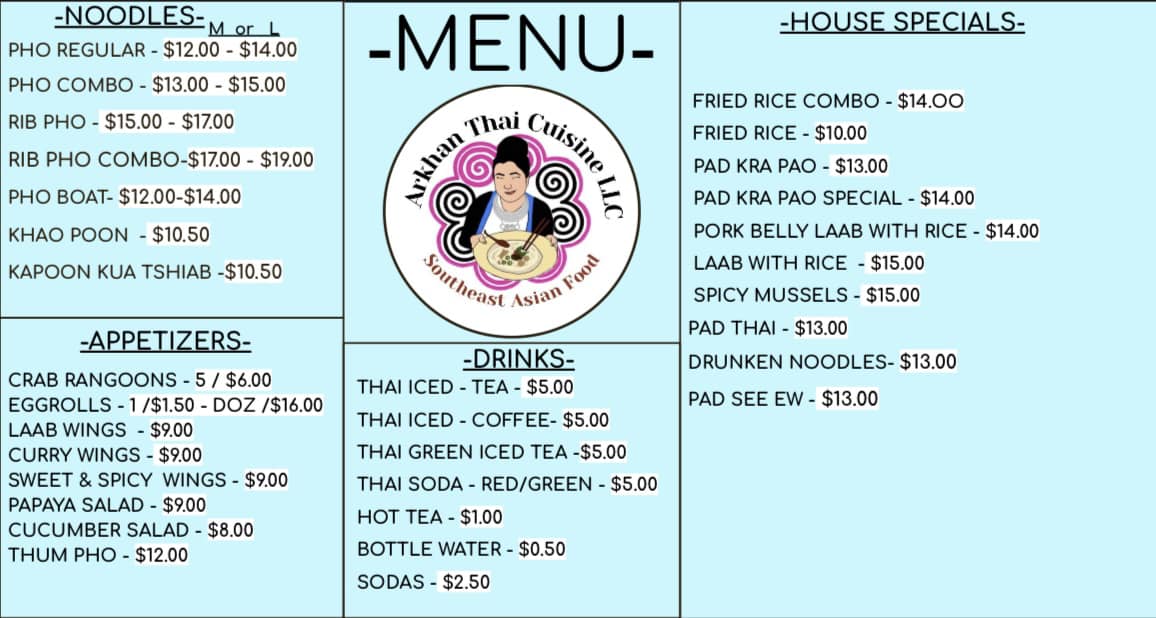 -NOODLES-
M or L
PHO REGULAR - $12.00 - $14.00
PHO COMBO - $13.00 - $15.00
RIB PHO - $15.00 - $17.00
RIB PHO COMBO-$17.00 - $19.00
PHO BOAT- $12.00-$14.00
KHAO POON - $10.50
KAPOON KUA TSHIAB -$10.50
-APPETIZERS-
CRAB RANGOONS - 5 / $6.00
EGGROLLS - 1 /$1.50 - DOZ /$16.00
LAAB WINGS - $9.00
CURRY WINGS - $9.00
SWEET & SPICY WINGS - $9.00
PAPAYA SALAD - $9.00
CUCUMBER SALAD - $8.00
THUM PHO - $12.00
-MENU-
Arkhan Thai Cuisine LLC
Southeast Asian Food
-DRINKS-
THAI ICED - TEA - $5.00
THAI ICED - COFFEE- $5.00
THAI GREEN ICED TEA -$5.00
THAI SODA - RED/GREEN - $5.00
HOT TEA - $1.00
BOTTLE WATER - $0.50
SODAS - $2.50
-HOUSE SPECIALS-
FRIED RICE COMBO - $14.OO
FRIED RICE - $10.00
PAD KRA PAO - $13.00
PAD KRA PAO SPECIAL - $14.00
PORK BELLY LAAB WITH RICE - $14.00
LAAB WITH RICE - $15.00
SPICY MUSSELS - $15.00
PAD THAI - $13.00
DRUNKEN NOODLES- $13.00
PAD SEE EW - $13.00